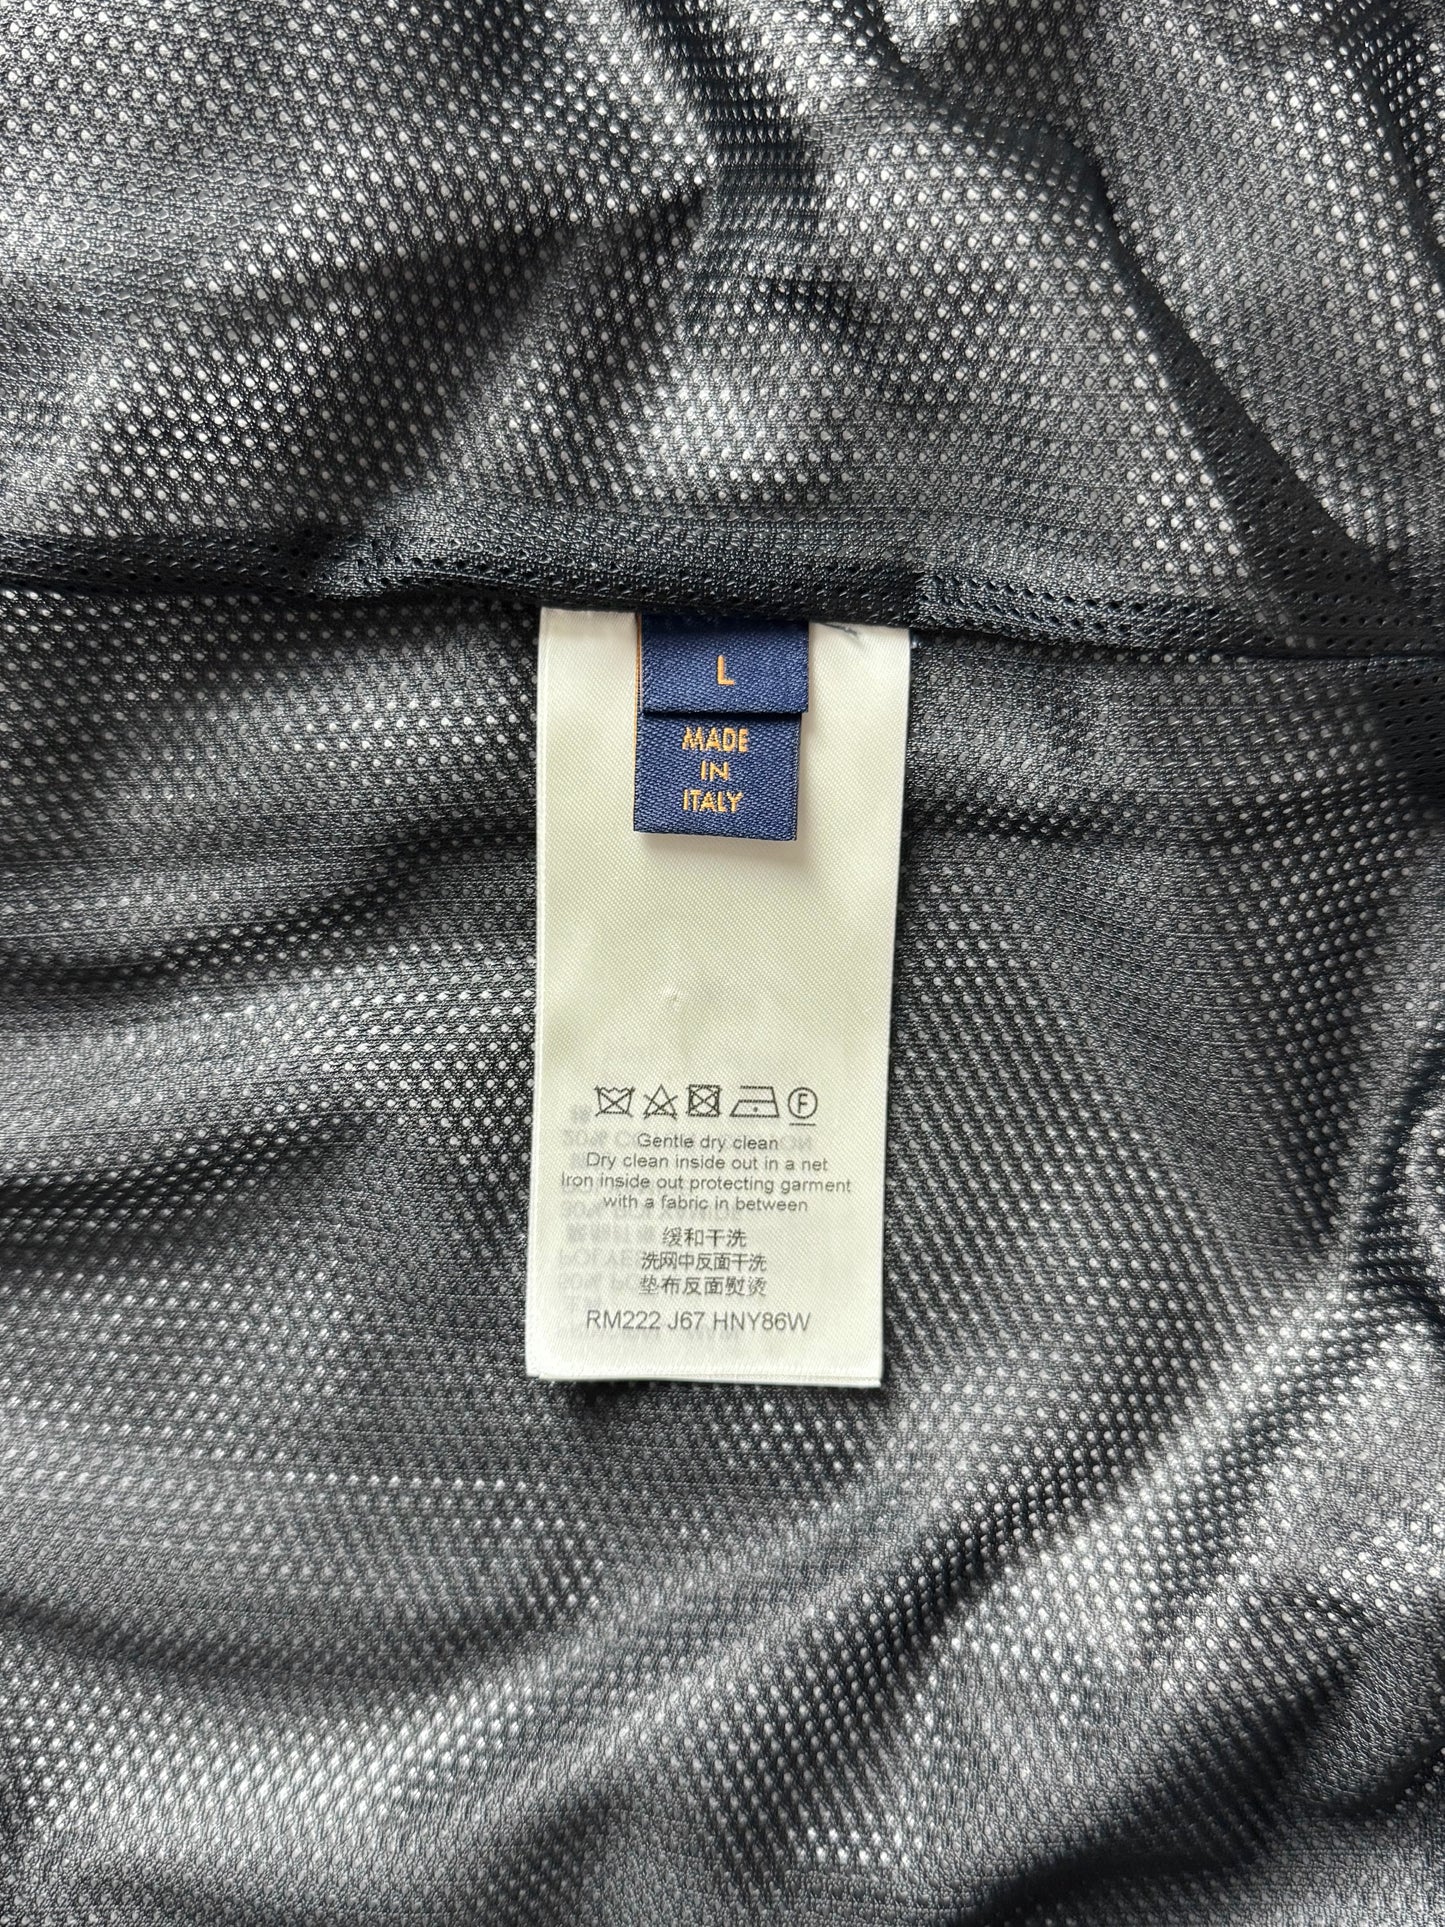 L
MADE
IN
ITALY
F
Gentle dry clean
Dry clean inside out in a net
Iron inside out protecting garment
with a fabric in between
缓和干洗
洗网中反面干洗
垫布反面熨烫
RM222 J67 HNY86W